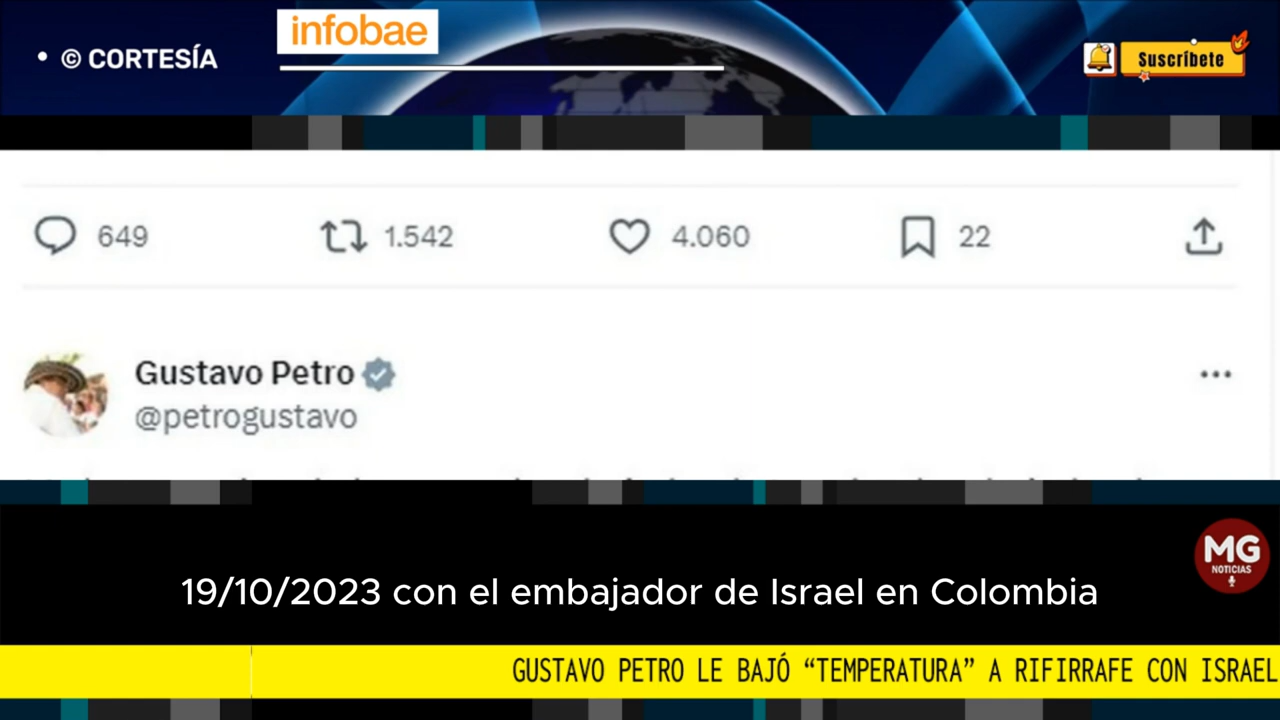 infobae
• © CORTESÍA
Suscríbete
649 1.542 4.060 22
Gustavo Petro
@petrogustavo
MG
NOTICIAS
19/10/2023 con el embajador de Israel en Colombia
GUSTAVO PETRO LE BAJÓ “TEMPERATURA” A RIFIRRAFE CON ISRAEL